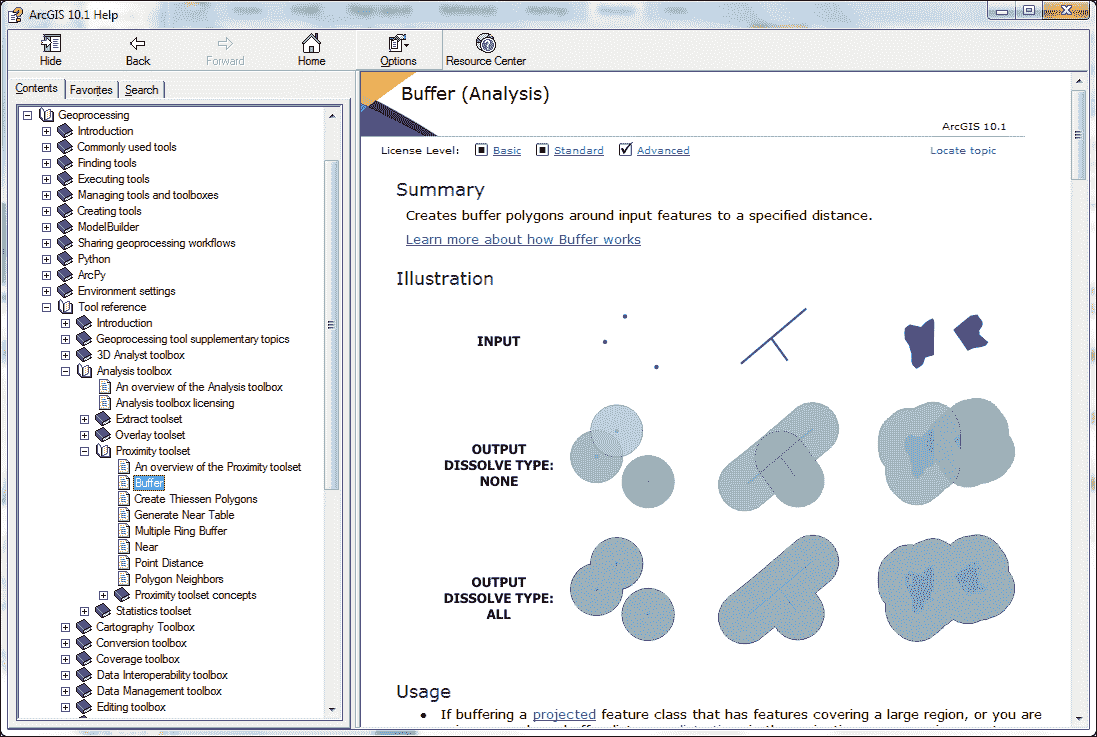 ArcGIS 10.1 Help
Hide
Back
Forward
Home
Options
Resource Center
Contents
Favorites
Search
Geoprocessing
Introduction
Commonly used tools
Finding tools
Executing tools
Managing tools and toolboxes
Creating tools
ModelBuilder
Sharing geoprocessing workflows
Python
ArcPy
Environment settings
Tool reference
Introduction
Geoprocessing tool supplementary topics
3D Analyst toolbox
Analysis toolbox
An overview of the Analysis toolbox
Analysis toolbox licensing
Extract toolset
Overlay toolset
Proximity toolset
An overview of the Proximity toolset
Buffer
Create Thiessen Polygons
Generate Near Table
Multiple Ring Buffer
Near
Point Distance
Polygon Neighbors
Proximity toolset concepts
Statistics toolset
Cartography Toolbox
Conversion toolbox
Coverage toolbox
Data Interoperability toolbox
Data Management toolbox
Editing toolbox
Buffer (Analysis)
ArcGIS 10.1
License Level: Basic Standard Advanced
Locate topic
Summary
Creates buffer polygons around input features to a specified distance.
Learn more about how Buffer works
Illustration
INPUT
OUTPUT
DISSOLVE TYPE:
NONE
OUTPUT
DISSOLVE TYPE:
ALL
Usage
• If buffering a projected feature class that has features covering a large region, or you are